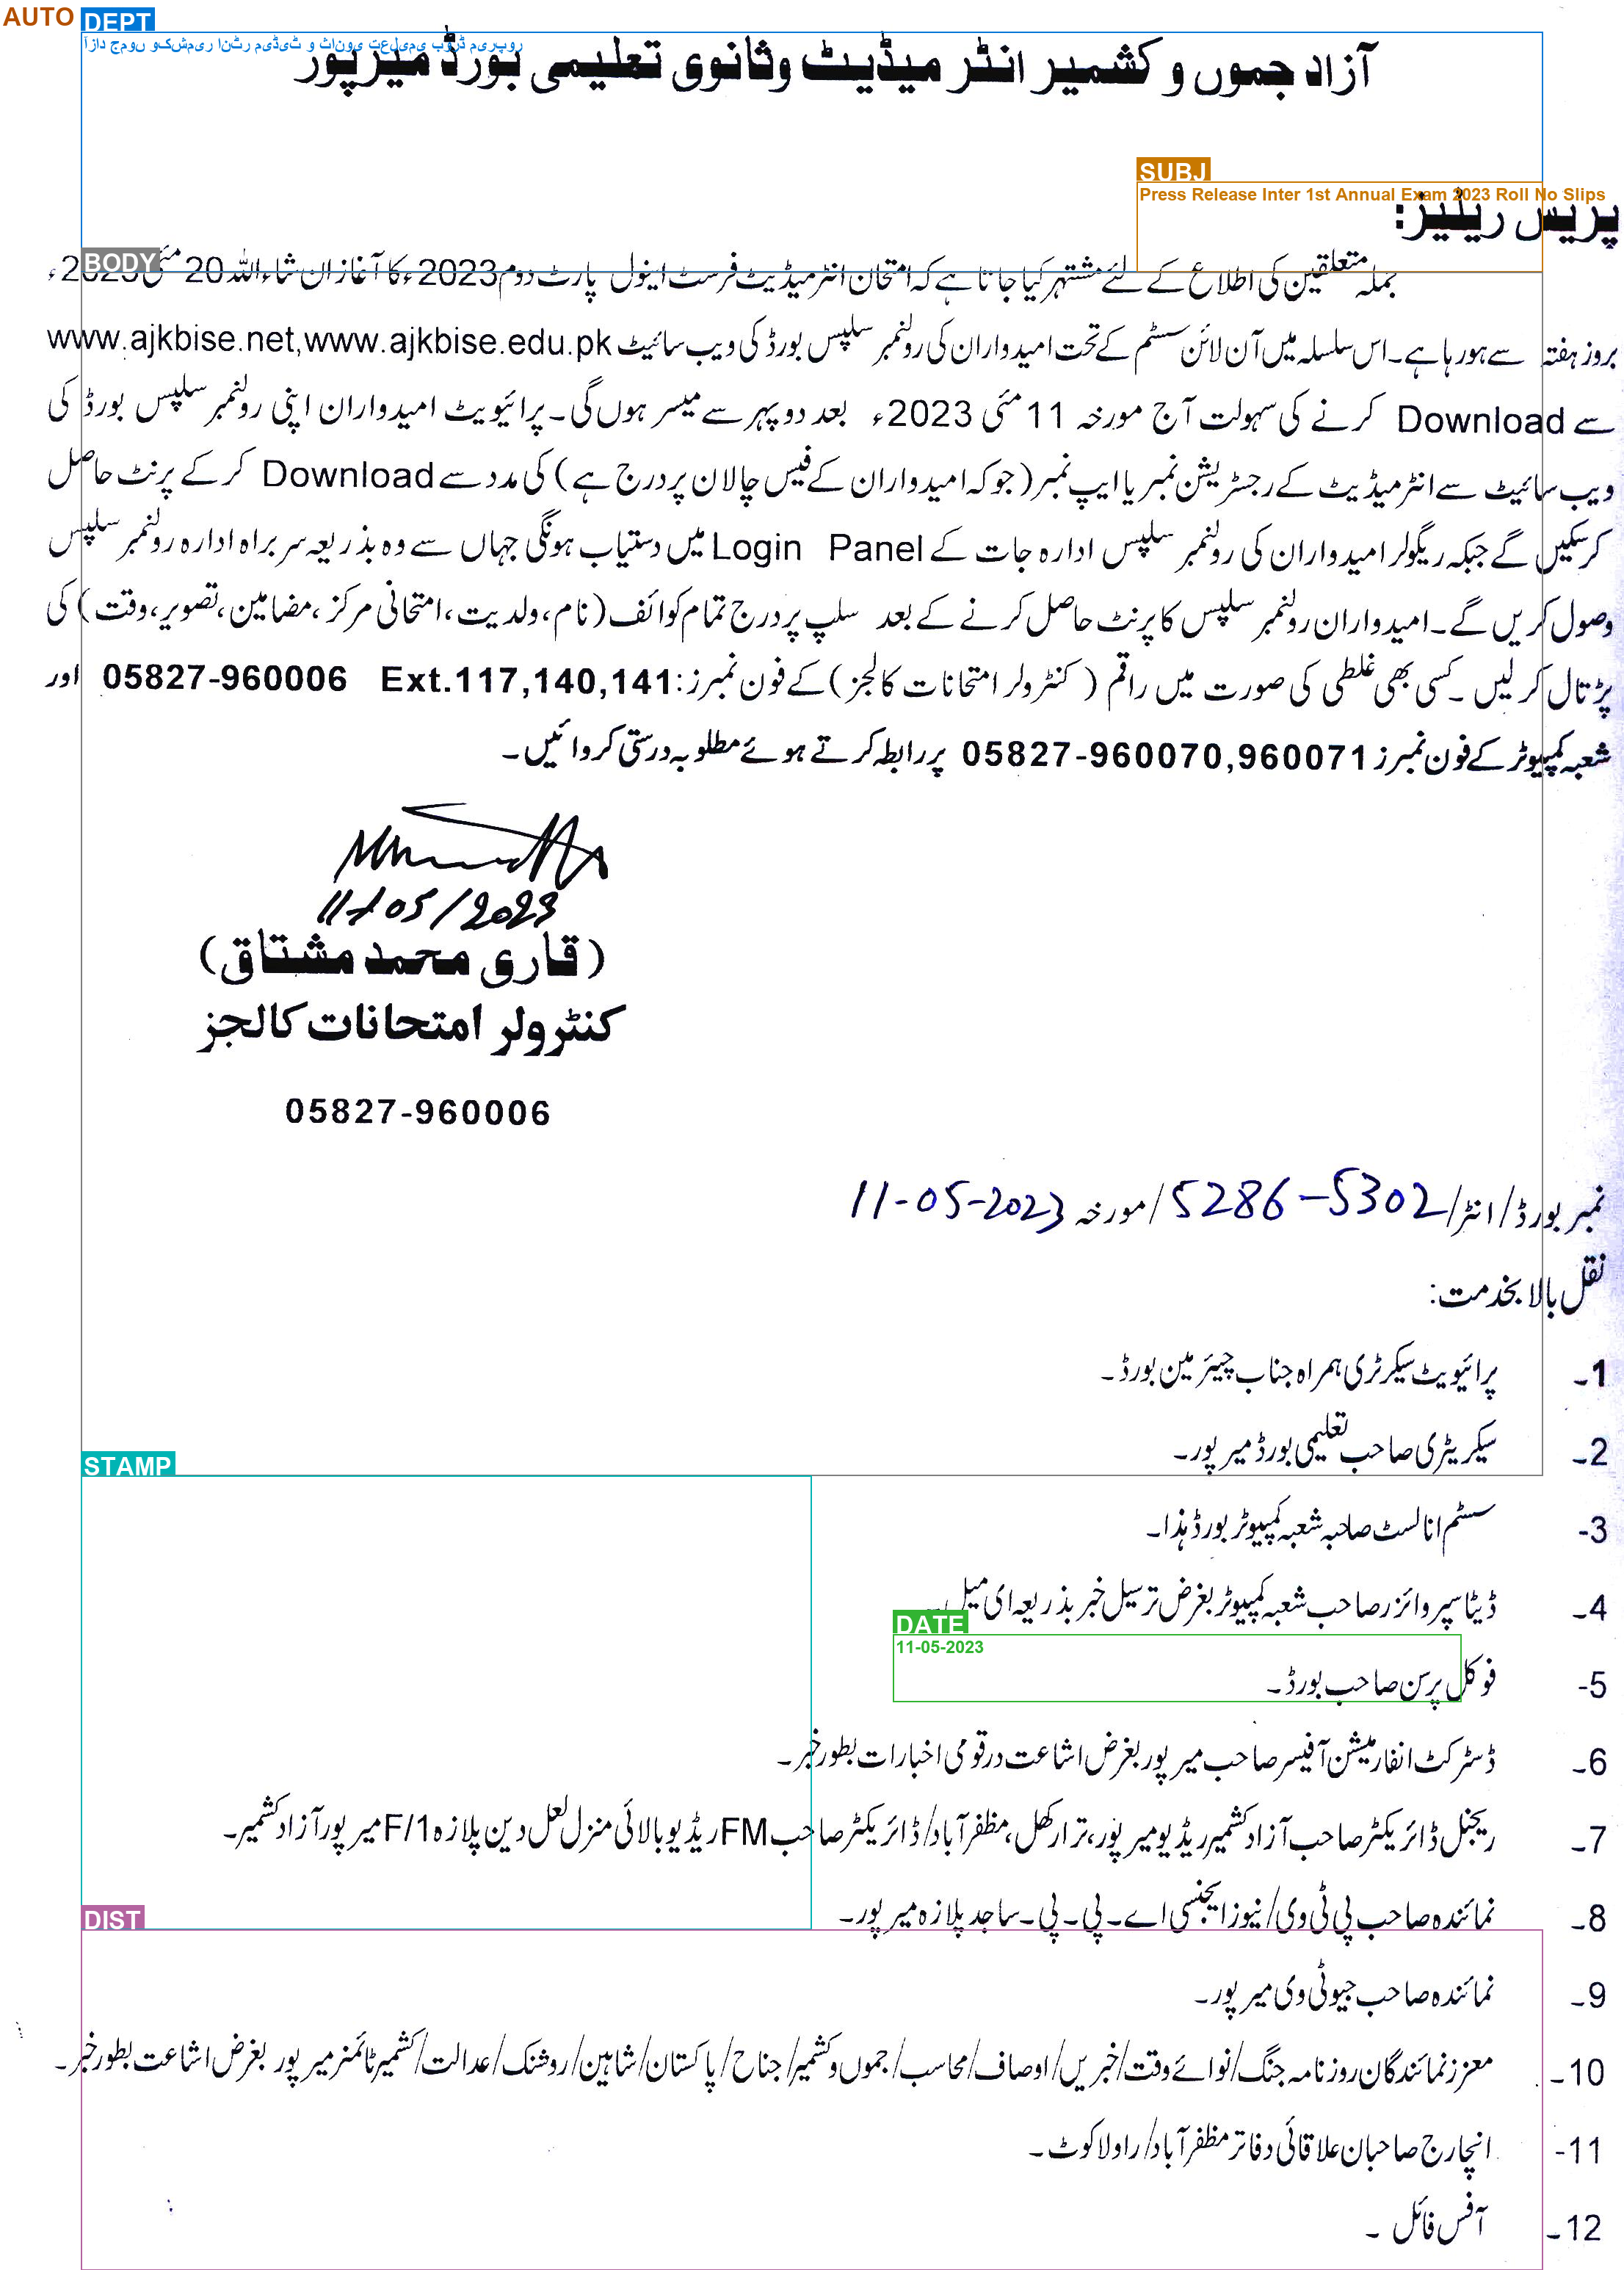 AUTO DEPT
آزاد جموں و کشمیر انٹر میڈیٹ و ثانوی تعلیمی بورڈ میرپور
آزاد جموں و کشمیر انٹر میڈیٹ وثانوی تعلیمی بورڈ میرپور
SUBJ
Press Release Inter 1st Annual Exam 2023 Roll No Slips
پریس ریلیز:
BODY
جملہ متعلقین کی اطلاع کے لئے مشتہر کیا جاتا ہے کہ امتحان انٹرمیڈیٹ فرسٹ اینول پارٹ دوم 2023ء کا آغاز ان شاءاللہ 20 مئی 2023ء
بروز ہفتہ سے ہو رہا ہے۔ اس سلسلہ میں آن لائن سسٹم کے تحت امیدواران کی رولنمبر سلپس بورڈ کی ویب سائیٹ www.ajkbise.net,www.ajkbise.edu.pk
سے Download کرنے کی سہولت آج مورخہ 11 مئی 2023ء بعد دوپہر سے میسر ہوں گی۔ پرائیویٹ امیدواران اپنی رولنمبر سلپس بورڈ کی
ویب سائیٹ سے انٹرمیڈیٹ کے رجسٹریشن نمبر یا ایپ نمبر (جو کہ امیدواران کے فیس چالان پر درج ہے) کی مدد سے Download کر کے پرنٹ حاصل
کر سکیں گے جبکہ ریگولر امیدواران کی رولنمبر سلپس ادارہ جات کے Login Panel میں دستیاب ہونگی جہاں سے وہ بذریعہ سربراہ ادارہ رولنمبر سلپس
وصول کریں گے۔ امیدواران رولنمبر سلپس کا پرنٹ حاصل کرنے کے بعد سلپ پر درج تمام کوائف (نام، ولدیت، امتحانی مرکز، مضامین، تصویر، وقت) کی
پڑتال کر لیں۔ کسی بھی غلطی کی صورت میں راقم (کنٹرولر امتحانات کالجز) کے فون نمبرز: 05827-960006 Ext.117,140,141 اور
شعبہ کمپیوٹر کے فون نمبرز 05827-960070,960071 پر رابطہ کرتے ہوئے مطلوبہ درستی کروائیں۔
11/05/2023
(قاری محمد مشتاق)
کنٹرولر امتحانات کالجز
05827-960006
نمبر بورڈ/انٹر/5286-5302/مورخہ 11-05-2023
نقل بالا بخدمت:
1- پرائیویٹ سیکرٹری ہمراہ جناب چیئرمین بورڈ۔
2- سیکریٹری صاحب تعلیمی بورڈ میرپور۔
STAMP
3- سسٹم انالسٹ صاحبہ شعبہ کمپیوٹر بورڈ ہٰذا۔
4- ڈیٹا سپروائزر صاحب شعبہ کمپیوٹر بغرض ترسیل خبر بذریعہ ای میل۔
DATE
11-05-2023
5- فوکل پرسن صاحب بورڈ۔
6- ڈسٹرکٹ انفارمیشن آفیسر صاحب میرپور بغرض اشاعت در قومی اخبارات بطور خبر۔
7- ریجنل ڈائریکٹر صاحب آزاد کشمیر ریڈیو میرپور، تراڑکھل، مظفرآباد/ڈائریکٹر صاحب FM ریڈیو بالائی منزل لعل دین پلازہ F/1 میرپور آزاد کشمیر۔
8- نمائندہ صاحب پی ٹی وی/نیوز ایجنسی اے۔پی۔پی۔ساجد پلازہ میرپور۔
DIST
9- نمائندہ صاحب جیو ٹی وی میرپور۔
10- معزز نمائندگان روزنامہ جنگ/نوائے وقت/خبریں/اوصاف/محاسب/جموں وکشمیر/جناح/پاکستان/شاہین/روشنک/عدالت/کشمیر ٹائمنر میرپور بغرض اشاعت بطور خبر۔
11- انچارج صاحبان علاقائی دفاتر مظفرآباد/راولاکوٹ۔
12- آفس فائل۔